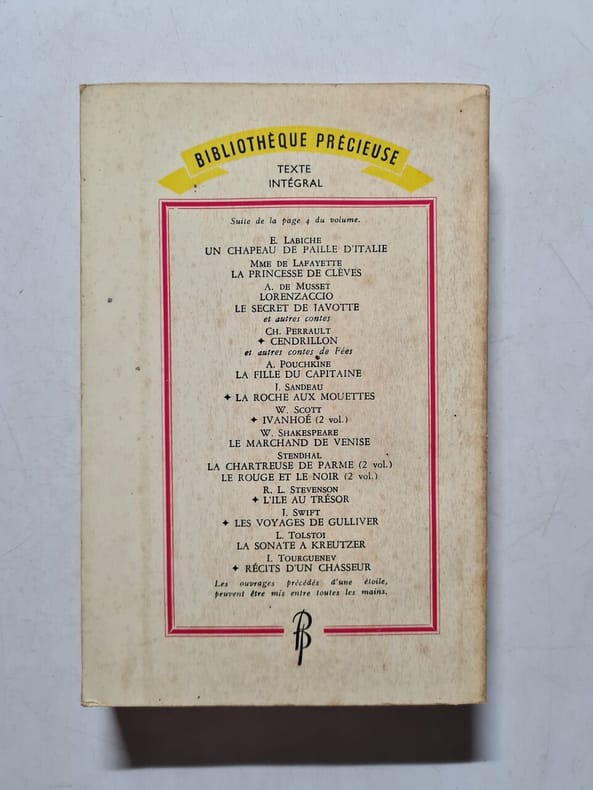 BIBLIOTHÈQUE PRÉCIEUSE
TEXTE
INTÉGRAL
Suite de la page 4 du volume.
E. LABICHE
UN CHAPEAU DE PAILLE D'ITALIE
MME DE LAFAYETTE
LA PRINCESSE DE CLÈVES
A. DE MUSSET
LORENZACCIO
LE SECRET DE JAVOTTE
et autres contes
CH. PERRAULT
✦ CENDRILLON
et autres contes de Fées
A. POUCHKINE
LA FILLE DU CAPITAINE
J. SANDEAU
✦ LA ROCHE AUX MOUETTES
W. SCOTT
✦ IVANHOË (2 vol.)
W. SHAKESPEARE
LE MARCHAND DE VENISE
STENDHAL
LA CHARTREUSE DE PARME (2 vol.)
LE ROUGE ET LE NOIR (2 vol.)
R. L. STEVENSON
✦ L'ILE AU TRÉSOR
J. SWIFT
✦ LES VOYAGES DE GULLIVER
L. TOLSTOI
LA SONATE A KREUTZER
I. TOURGUENEV
✦ RÉCITS D'UN CHASSEUR
Les ouvrages précédés d'une étoile,
peuvent être mis entre toutes les mains.
BP